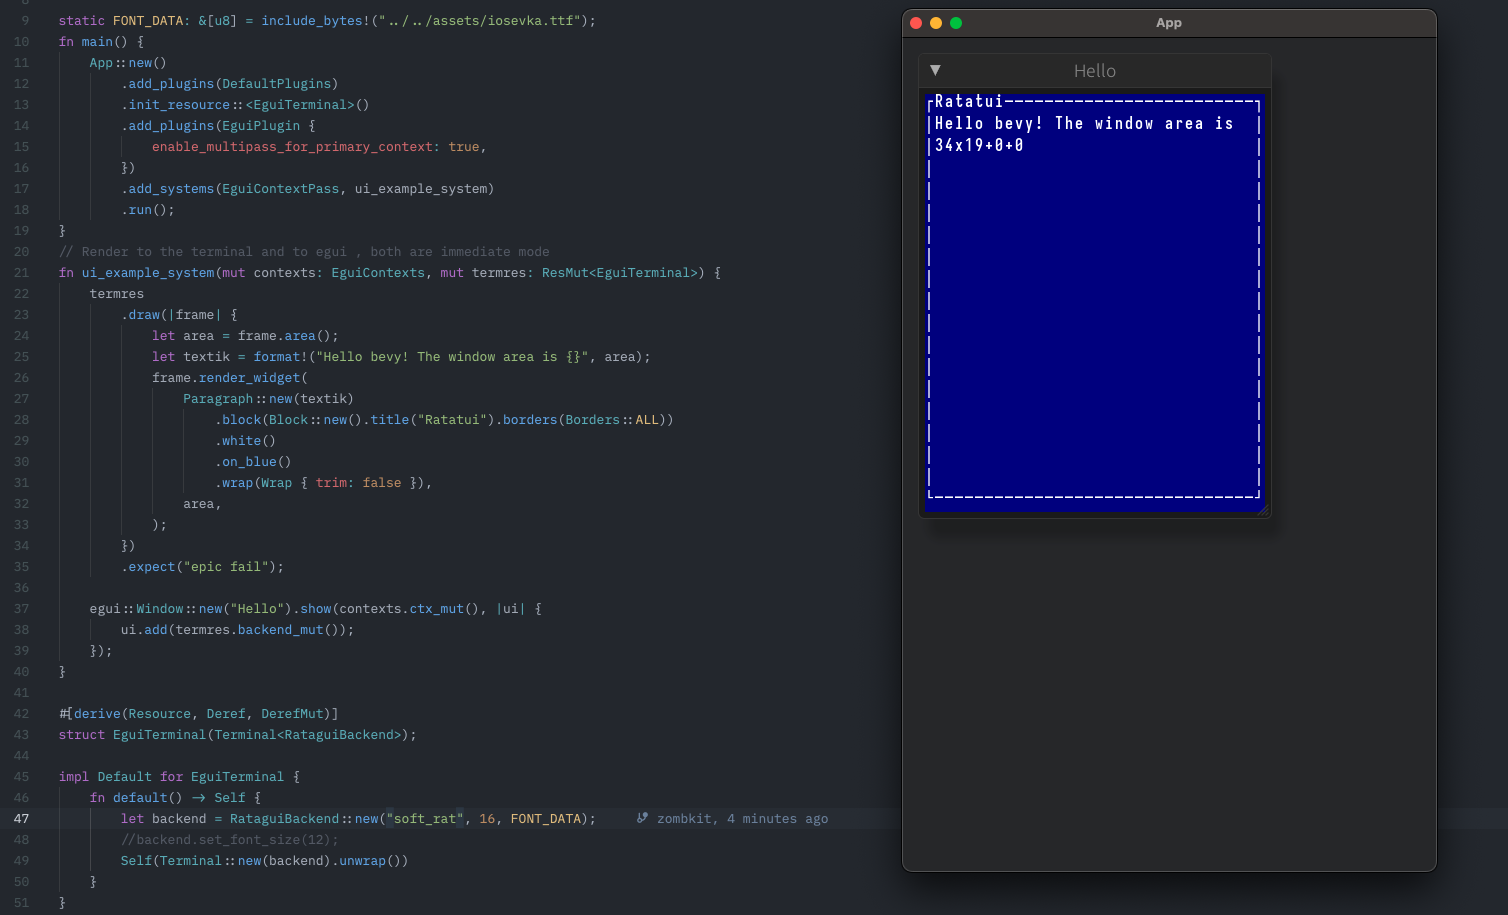 9 static FONT_DATA: &[u8] = include_bytes!("../../assets/iosevka.ttf");
10 fn main() {
11 App::new()
12 .add_plugins(DefaultPlugins)
13 .init_resource::<EguiTerminal>()
14 .add_plugins(EguiPlugin {
15 enable_multipass_for_primary_context: true,
16 })
17 .add_systems(EguiContextPass, ui_example_system)
18 .run();
19 }
20 // Render to the terminal and to egui , both are immediate mode
21 fn ui_example_system(mut contexts: EguiContexts, mut termres: ResMut<EguiTerminal>) {
22 termres
23 .draw(|frame| {
24 let area = frame.area();
25 let textik = format!("Hello bevy! The window area is {}", area);
26 frame.render_widget(
27 Paragraph::new(textik)
28 .block(Block::new().title("Ratatui").borders(Borders::ALL))
29 .white()
30 .on_blue()
31 .wrap(Wrap { trim: false }),
32 area,
33 );
34 })
35 .expect("epic fail");
36
37 egui::Window::new("Hello").show(contexts.ctx_mut(), |ui| {
38 ui.add(termres.backend_mut());
39 });
40 }
41
42 #[derive(Resource, Deref, DerefMut)]
43 struct EguiTerminal(Terminal<RataguiBackend>);
44
45 impl Default for EguiTerminal {
46 fn default() -> Self {
47 let backend = RataguiBackend::new("soft_rat", 16, FONT_DATA); zombkit, 4 minutes ago
48 //backend.set_font_size(12);
49 Self(Terminal::new(backend).unwrap())
50 }
51 }
App
Hello
Ratatui
Hello bevy! The window area is
34x19+0+0